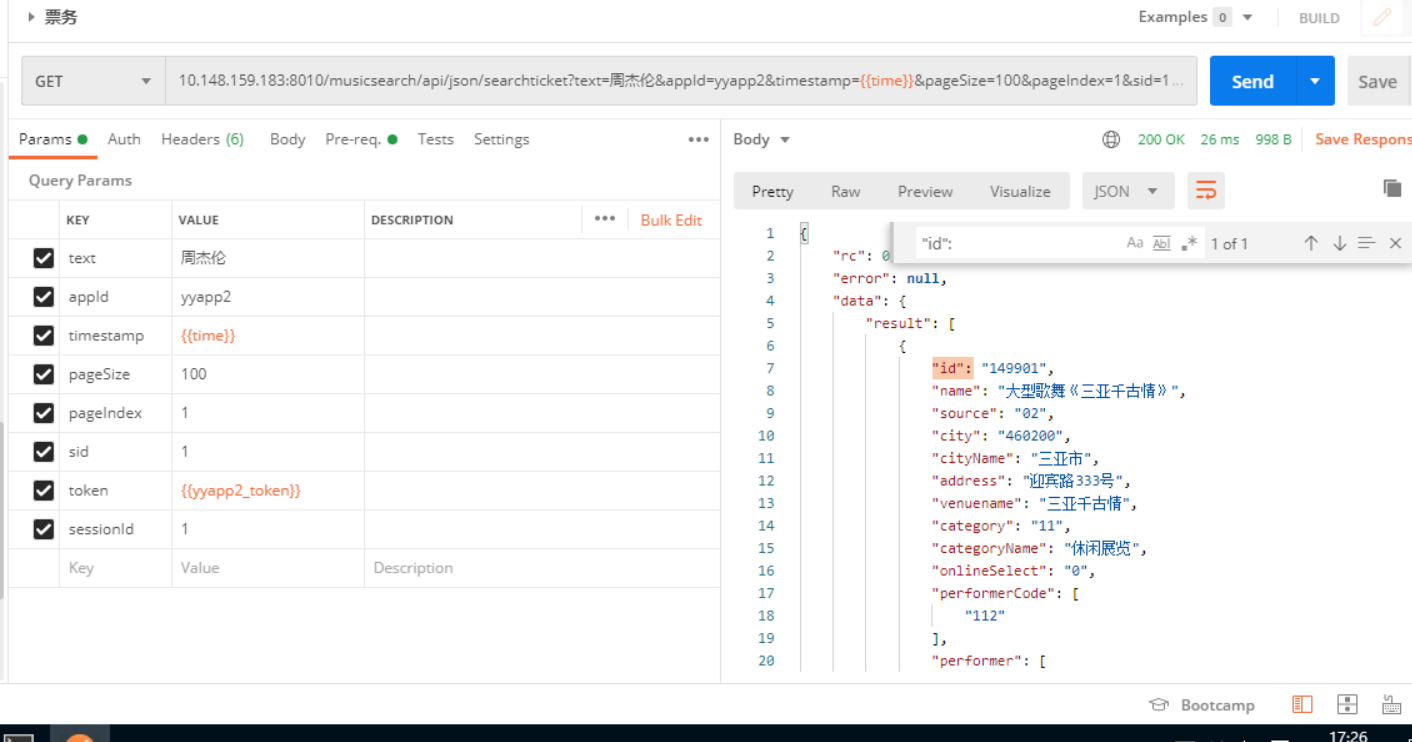 票务
Examples 0 BUILD
GET 10.148.159.183:8010/musicsearch/api/json/searchticket?text=周杰伦&appId=yyapp2&timestamp={{time}}&pageSize=100&pageIndex=1&sid=1... Send Save
Params Auth Headers (6) Body Pre-req. Tests Settings ••• Body 200 OK 26 ms 998 B Save Respons
Query Params
Pretty Raw Preview Visualize JSON
KEY VALUE DESCRIPTION ••• Bulk Edit
text 周杰伦
appId yyapp2
timestamp {{time}}
pageSize 100
pageIndex 1
sid 1
token {{yyapp2_token}}
sessionId 1
Key Value Description
"id": Aa Abl .* 1 of 1
1 {
2 "rc": 0
3 "error": null,
4 "data": {
5 "result": [
6 {
7 "id": "149901",
8 "name": "大型歌舞《三亚千古情》",
9 "source": "02",
10 "city": "460200",
11 "cityName": "三亚市",
12 "address": "迎宾路333号",
13 "venuename": "三亚千古情",
14 "category": "11",
15 "categoryName": "休闲展览",
16 "onlineSelect": "0",
17 "performerCode": [
18 "112"
19 ],
20 "performer": [
Bootcamp
17:26